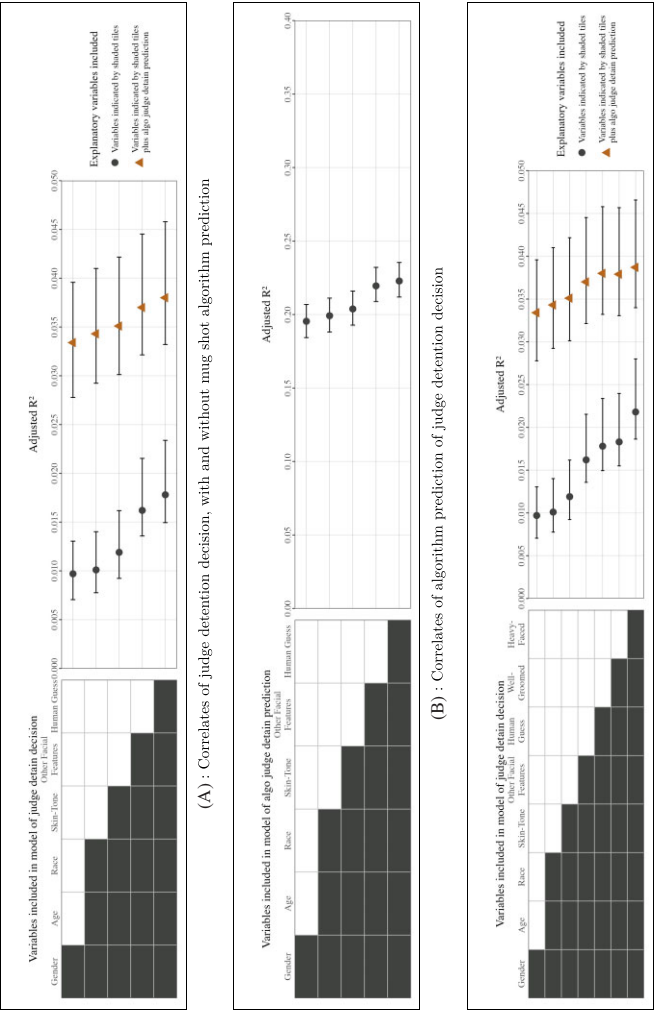 Variables included in model of judge detain decision
Adjusted R²
Gender Age Race Skin-Tone Other Facial Features Human Guess
0.000 0.005 0.010 0.015 0.020 0.025 0.030 0.035 0.040 0.045 0.050
Explanatory variables included
Variables indicated by shaded tiles
Variables indicated by shaded tiles
plus algo judge detain prediction
(A) : Correlates of judge detention decision, with and without mug shot algorithm prediction
Variables included in model of algo judge detain prediction
Adjusted R²
Gender Age Race Skin-Tone Other Facial Features Human Guess
0.00 0.05 0.10 0.15 0.20 0.25 0.30 0.35 0.40
(B) : Correlates of algorithm prediction of judge detention decision
Variables included in model of judge detain decision
Adjusted R²
Gender Age Race Skin-Tone Other Facial Features Human Guess Well-Groomed Heavy-Faced
0.000 0.005 0.010 0.015 0.020 0.025 0.030 0.035 0.040 0.045 0.050
Explanatory variables included
Variables indicated by shaded tiles
Variables indicated by shaded tiles
plus algo judge detain prediction